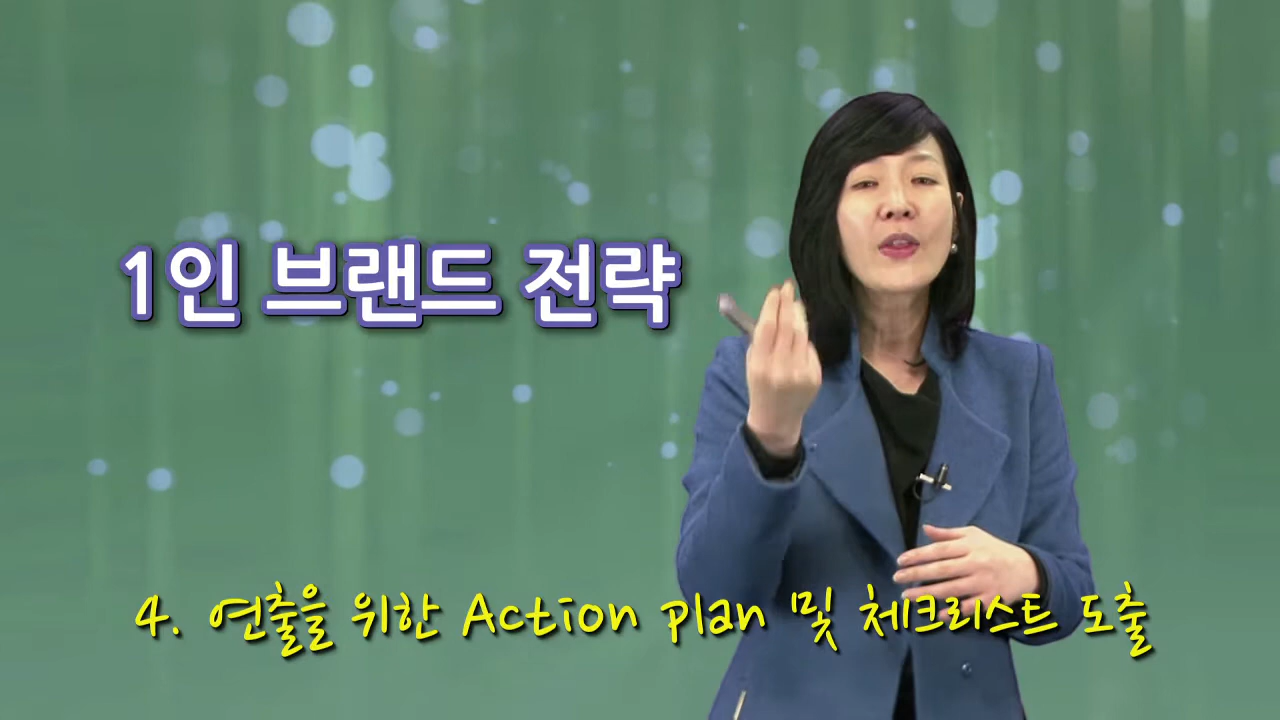 1인 브랜드 전략
4. 연출을 위한 Action plan 및 체크리스트 도출